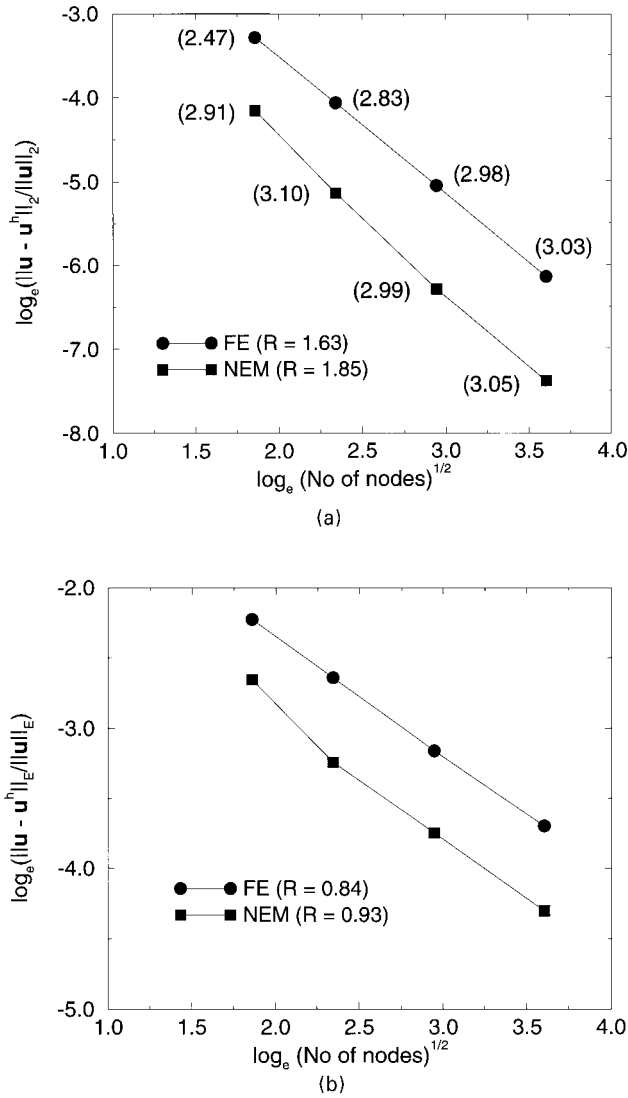 -3.0
(2.47)
-4.0
(2.83)
(2.91)
-5.0
(2.98)
(3.10)
(3.03)
-6.0
(2.99)
FE (R = 1.63)
-7.0
NEM (R = 1.85)
(3.05)
-8.0
1.0 1.5 2.0 2.5 3.0 3.5 4.0
log_e(||u - u^h||_2/||u||_2)
log_e (No of nodes)^1/2
(a)
-2.0
-3.0
-4.0
FE (R = 0.84)
NEM (R = 0.93)
-5.0
1.0 1.5 2.0 2.5 3.0 3.5 4.0
log_e(||u - u^h||_E/||u||_E)
log_e (No of nodes)^1/2
(b)